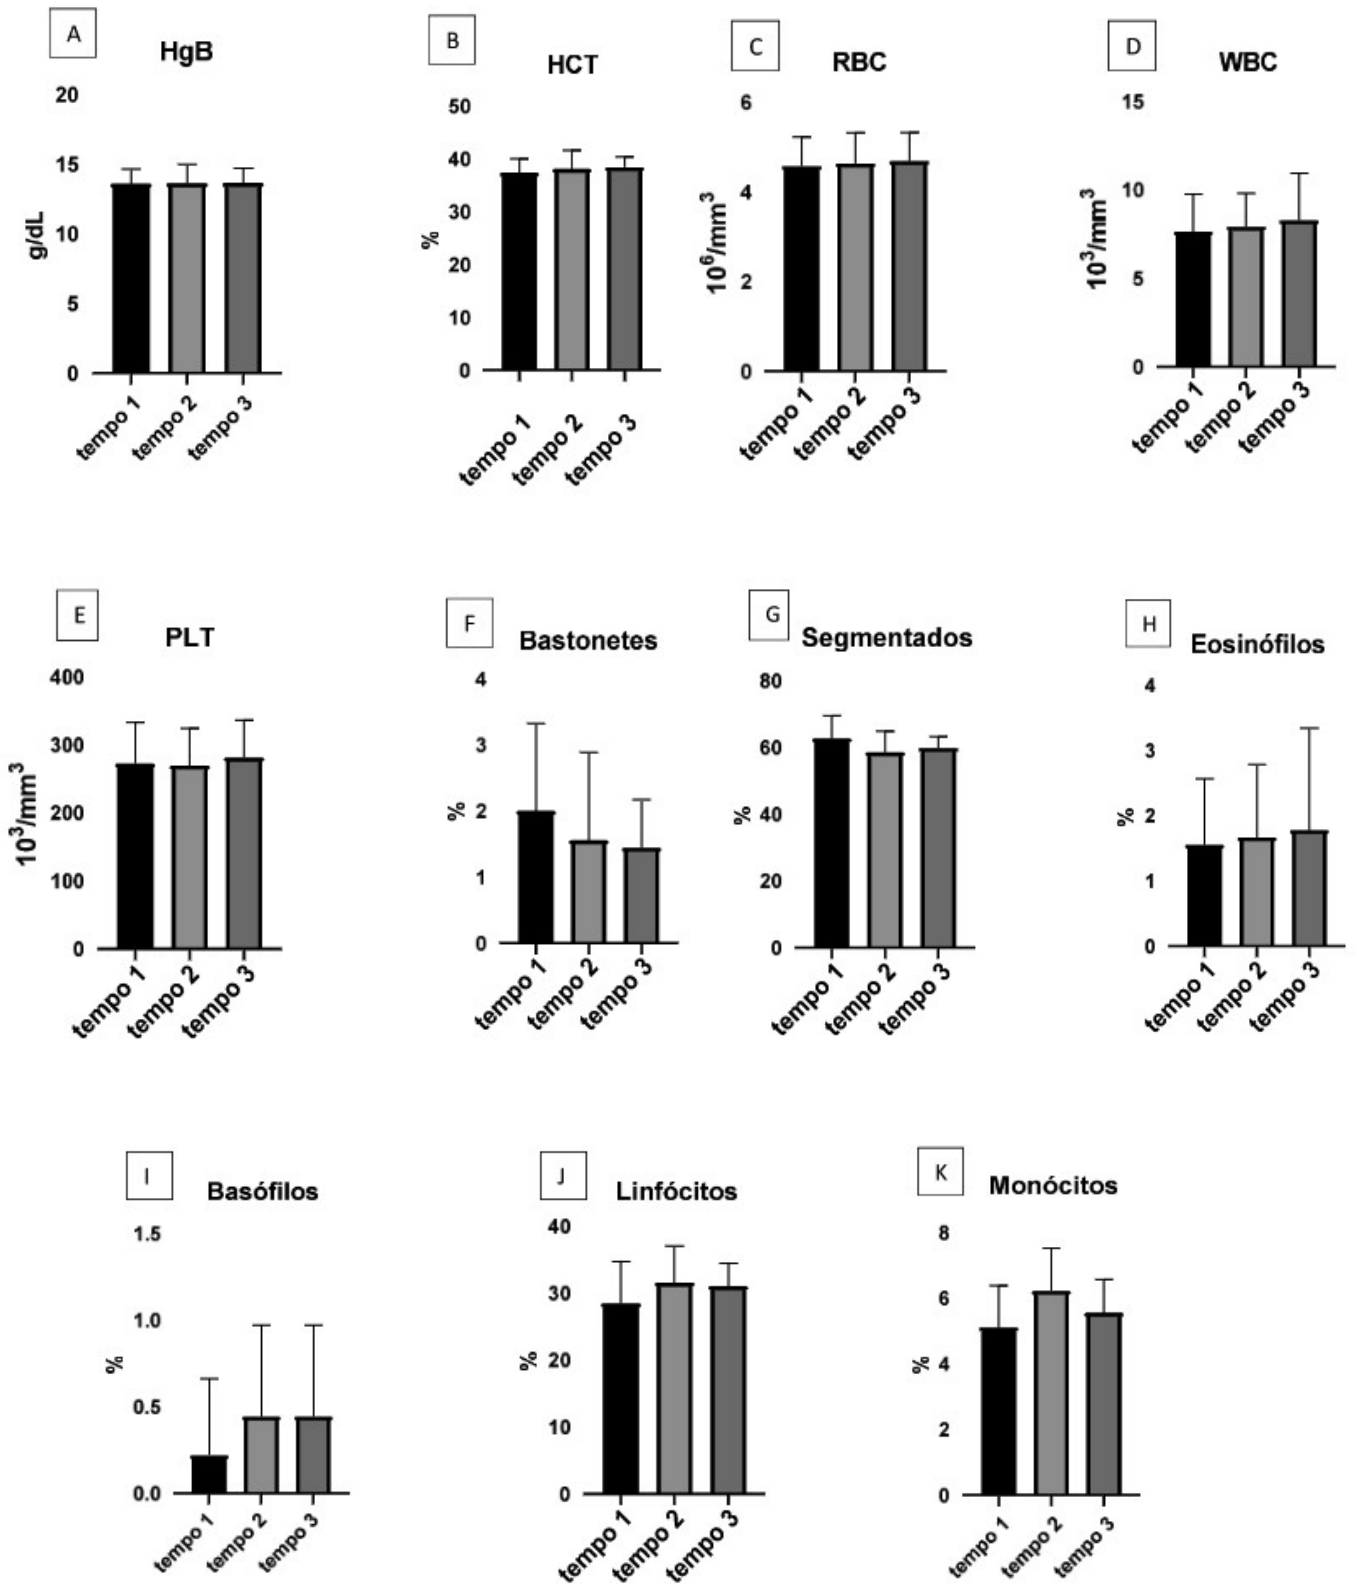 A
HgB
20
15
10
5
0
g/dL
tempo 1
tempo 2
tempo 3
B
HCT
50
40
30
20
10
0
%
tempo 1
tempo 2
tempo 3
C
RBC
6
4
2
0
10⁶/mm³
tempo 1
tempo 2
tempo 3
D
WBC
15
10
5
0
10³/mm³
tempo 1
tempo 2
tempo 3
E
PLT
400
300
200
100
0
10³/mm³
tempo 1
tempo 2
tempo 3
F
Bastonetes
4
3
2
1
0
%
tempo 1
tempo 2
tempo 3
G
Segmentados
80
60
40
20
0
%
tempo 1
tempo 2
tempo 3
H
Eosinófilos
4
3
2
1
0
%
tempo 1
tempo 2
tempo 3
I
Basófilos
1.5
1.0
0.5
0.0
%
tempo 1
tempo 2
tempo 3
J
Linfócitos
40
30
20
10
0
%
tempo 1
tempo 2
tempo 3
K
Monócitos
8
6
4
2
0
%
tempo 1
tempo 2
tempo 3